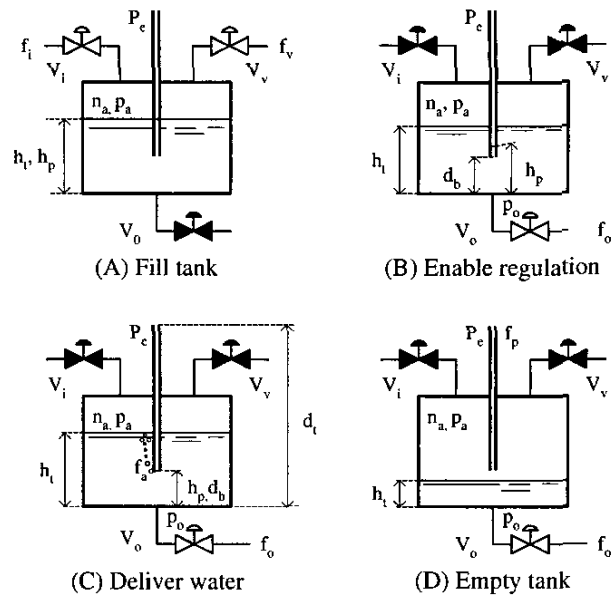 P_e
f_i
f_v
V_i
V_v
n_a, p_a
h_t, h_p
V_0
(A) Fill tank
P_e
V_i
V_v
n_a, p_a
h_t
d_b
h_p
p_o
V_o
f_o
(B) Enable regulation
P_e
V_i
V_v
n_a, p_a
d_t
h_t
f_a
h_p, d_b
p_o
V_o
f_o
(C) Deliver water
P_e f_p
V_i
V_v
n_a, p_a
h_t
p_o
V_o
f_o
(D) Empty tank